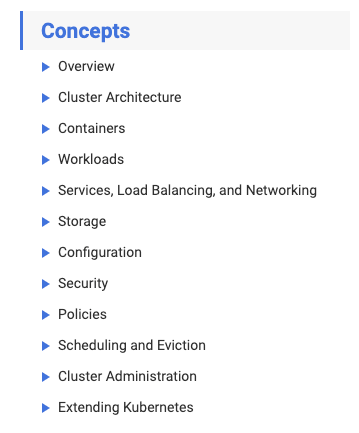 Concepts
Overview
Cluster Architecture
Containers
Workloads
Services, Load Balancing, and Networking
Storage
Configuration
Security
Policies
Scheduling and Eviction
Cluster Administration
Extending Kubernetes